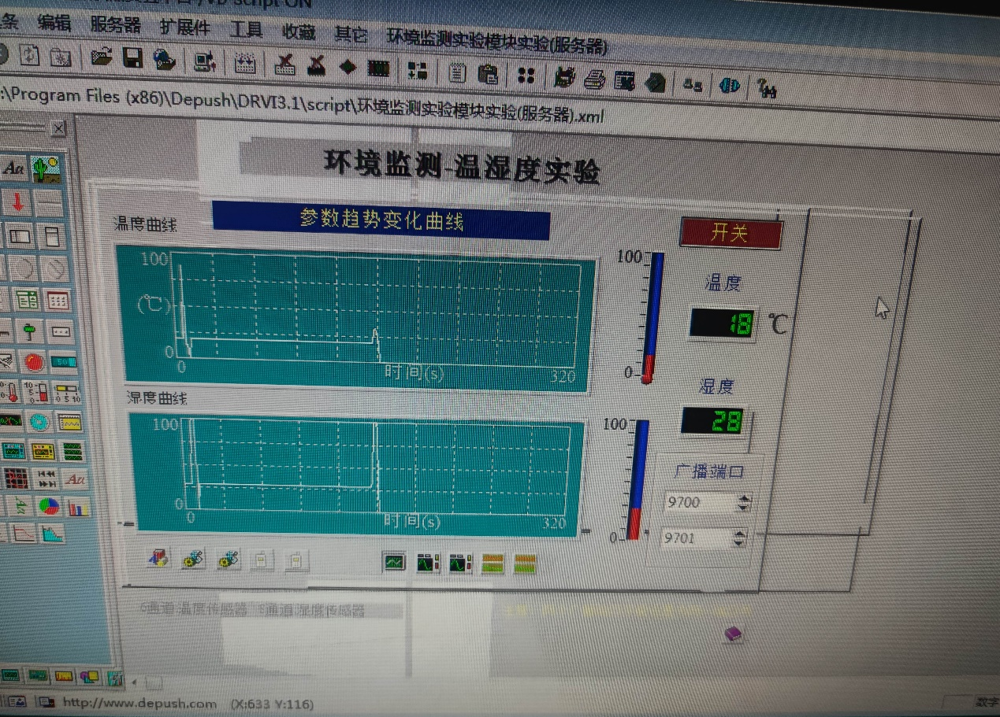 编辑 服务器 扩展件 工具 收藏 其它 环境监测实验模块实验(服务器)
:\Program Files (x86)\Depush\DRVI3.1\script\环境监测实验模块实验(服务器).xml
环境监测-温湿度实验
温度曲线
参数趋势变化曲线
开关
100
(℃)
0
0
时间(s)
320
100
0
温度
18 ℃
湿度曲线
100
0
0
时间(s)
320
100
0
湿度
28
广播端口
9700
9701
6通道:温度传感器 8通道:湿度传感器
http://www.depush.com (X:633 Y:116)
数字